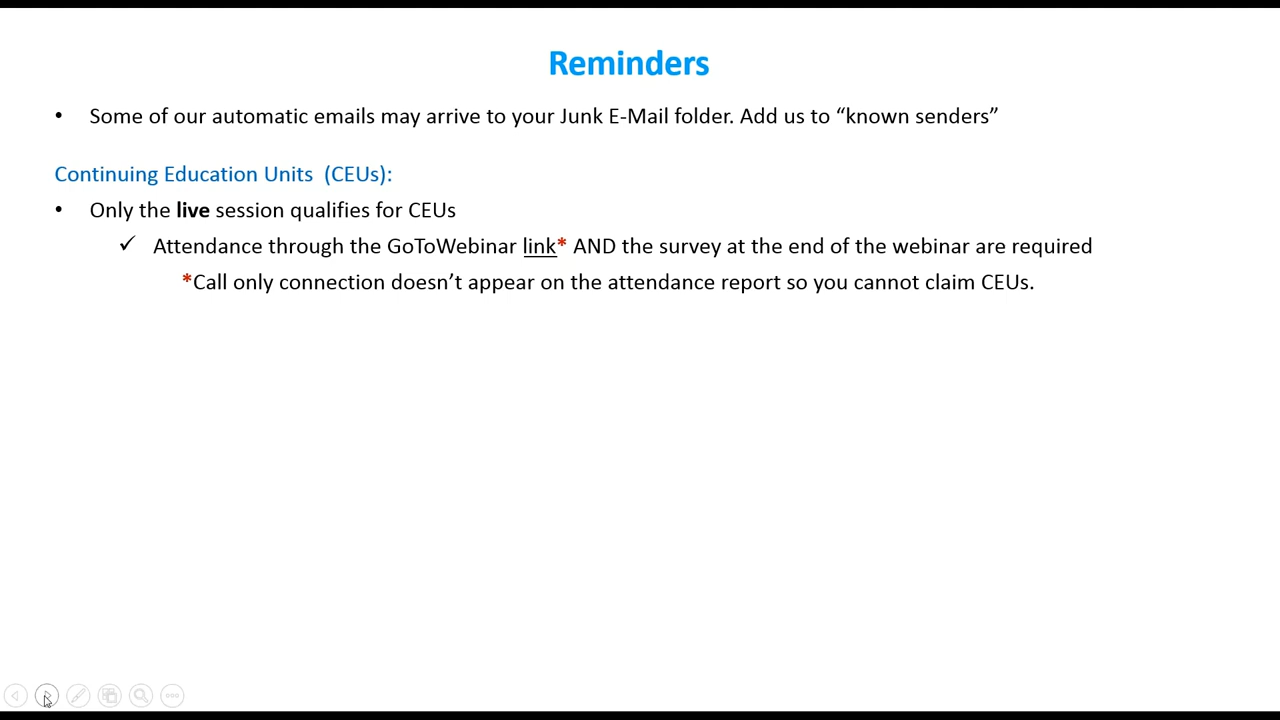 Reminders
• Some of our automatic emails may arrive to your Junk E-Mail folder. Add us to “known senders”
Continuing Education Units  (CEUs):
• Only the live session qualifies for CEUs
✓ Attendance through the GoToWebinar link* AND the survey at the end of the webinar are required
*Call only connection doesn’t appear on the attendance report so you cannot claim CEUs.